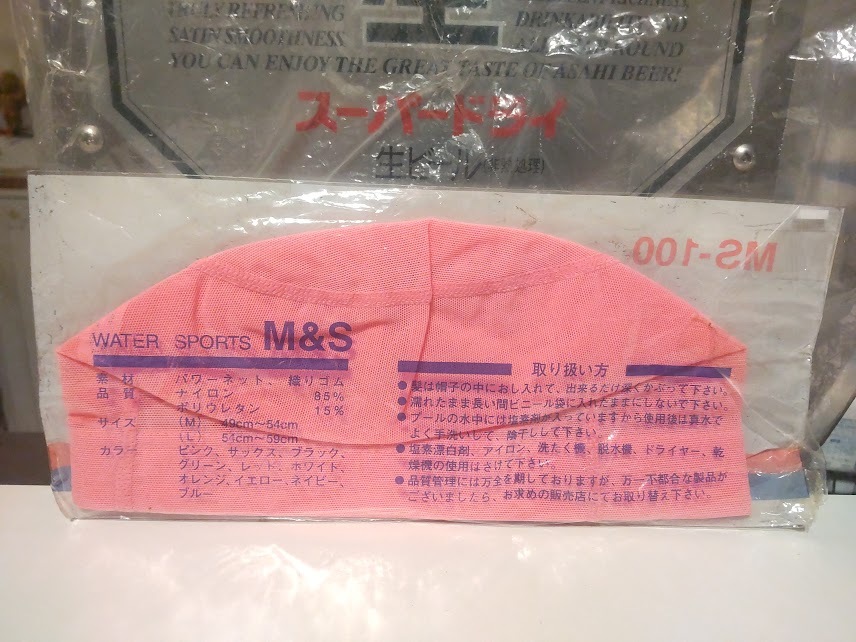 TRULY REFRESHING
SATIN SMOOTHNESS
DRINKABILITY AND
YOU CAN ENJOY THE GREAT TASTE OF ASAHI BEER!
スーパードライ
生ビール
MS-100
WATER SPORTS M&S
素材 パワーネット、織りゴム
品質 ナイロン 85%
ポリウレタン 15%
サイズ (M) 49cm〜54cm
(L) 54cm〜59cm
カラー ピンク、サックス、ブラック、
グリーン、レッド、ホワイト、
オレンジ、イエロー、ネイビー、
ブルー
取り扱い方
●髪は帽子の中におし入れて、出来るだけ深くかぶって下さい。
●濡れたまま長い間ビニール袋に入れたままにしないで下さい。
●プールの水中には塩素剤が入っていますから使用後は真水で
よく手洗いして、陰干しして下さい。
●塩素漂白剤、アイロン、洗たく機、脱水機、ドライヤー、乾
燥機の使用はさけて下さい。
●品質管理には万全を期しておりますが、万一不都合な製品が
ございましたら、お求めの販売店にてお取り替え下さい。